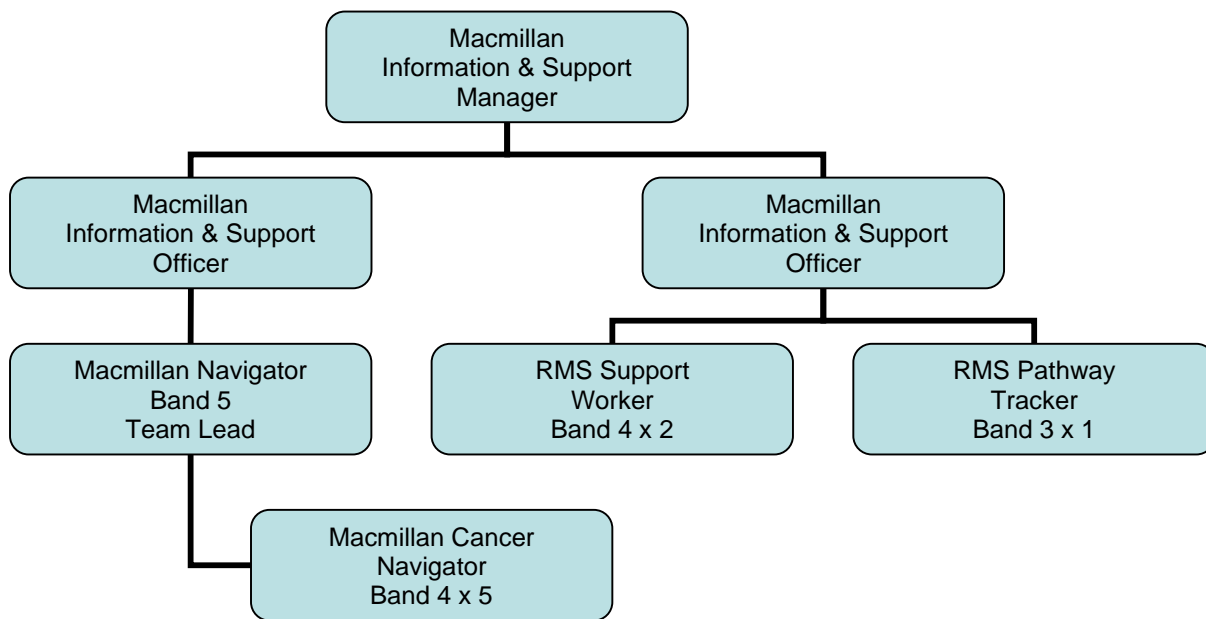 Macmillan
Information & Support
Manager
Macmillan
Information & Support
Officer
Macmillan
Information & Support
Officer
Macmillan Navigator
Band 5
Team Lead
RMS Support
Worker
Band 4 x 2
RMS Pathway
Tracker
Band 3 x 1
Macmillan Cancer
Navigator
Band 4 x 5